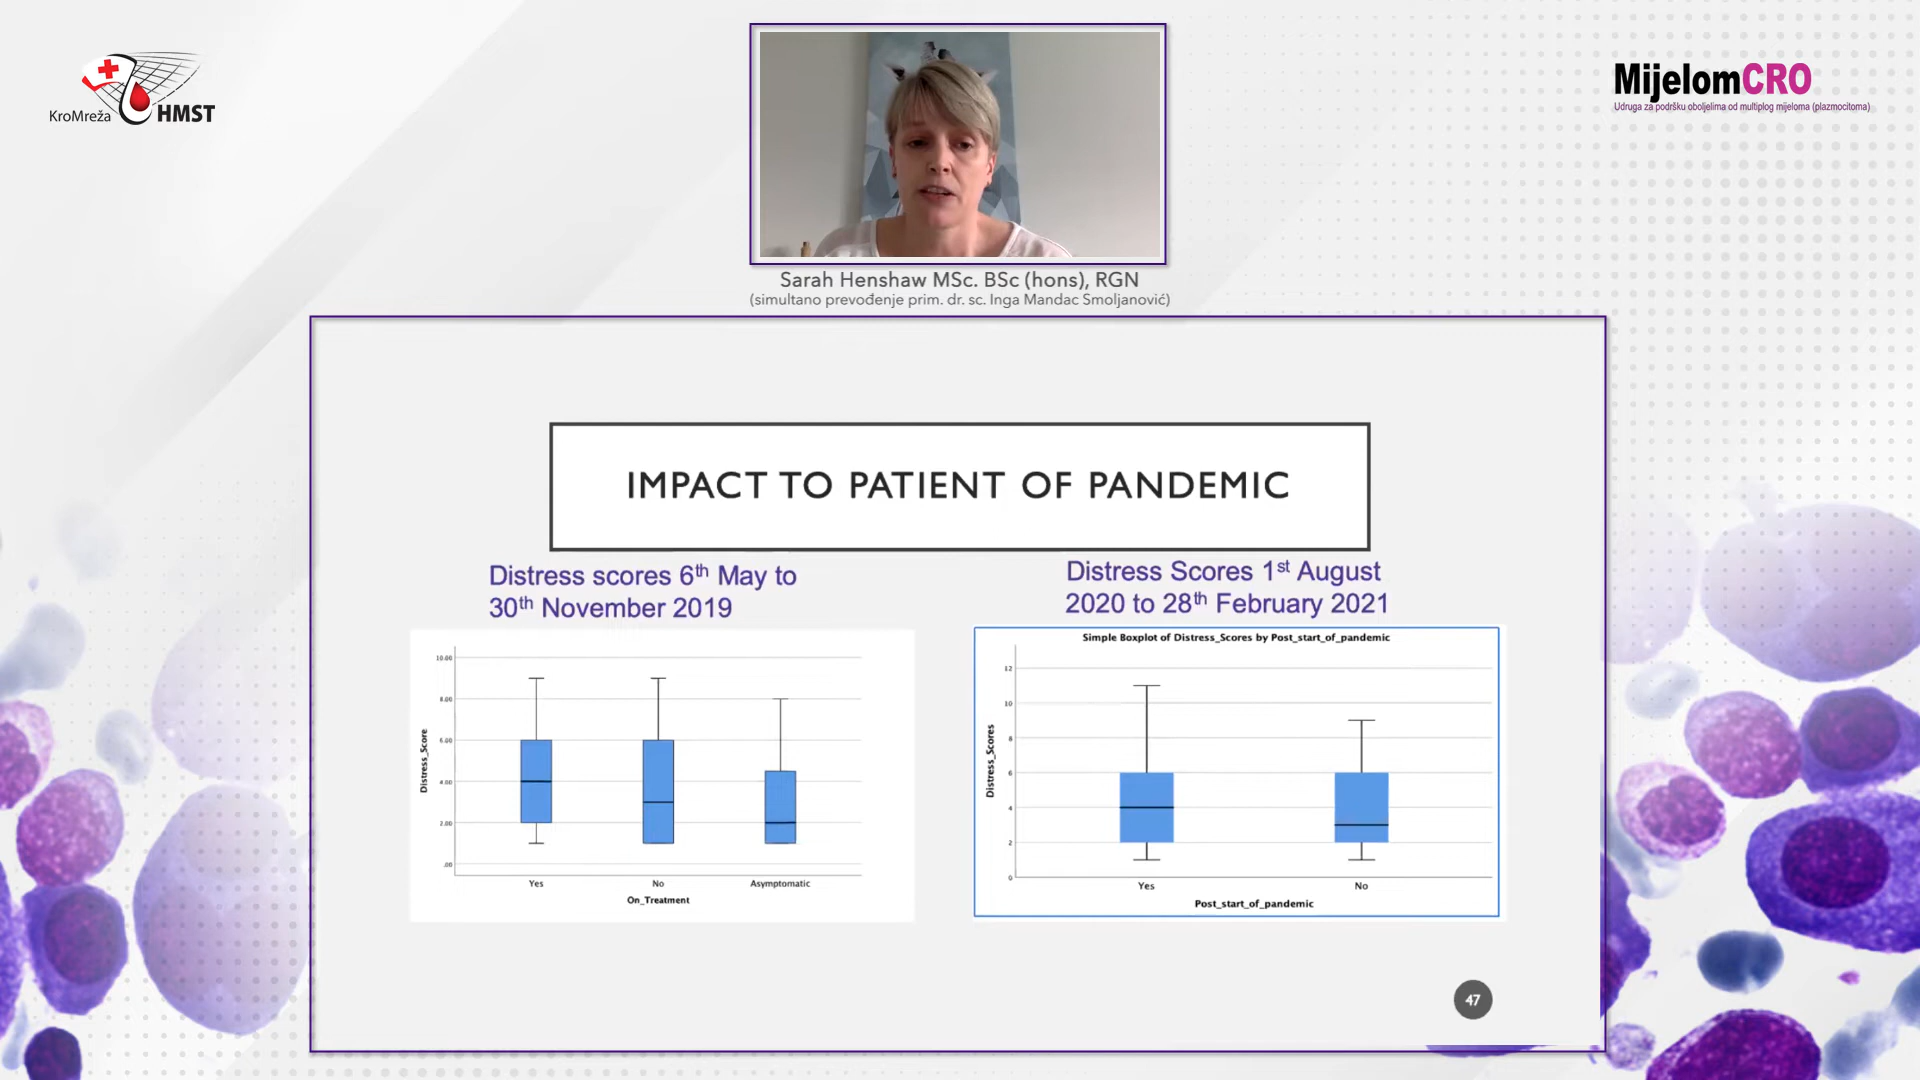 KroMreža HMST
MijelomCRO
Udruga za podršku oboljelima od multiplog mijeloma (plazmocitoma)
Sarah Henshaw MSc. BSc (hons), RGN
(simultano prevođenje prim. dr. sc. Inga Mandac Smoljanović)
IMPACT TO PATIENT OF PANDEMIC
Distress scores 6th May to
30th November 2019
10.00
8.00
6.00
4.00
2.00
.00
Distress_Score
Yes No Asymptomatic
On_Treatment
Distress Scores 1st August
2020 to 28th February 2021
Simple Boxplot of Distress_Scores by Post_start_of_pandemic
12
10
8
6
4
2
0
Distress_Scores
Yes No
Post_start_of_pandemic
47